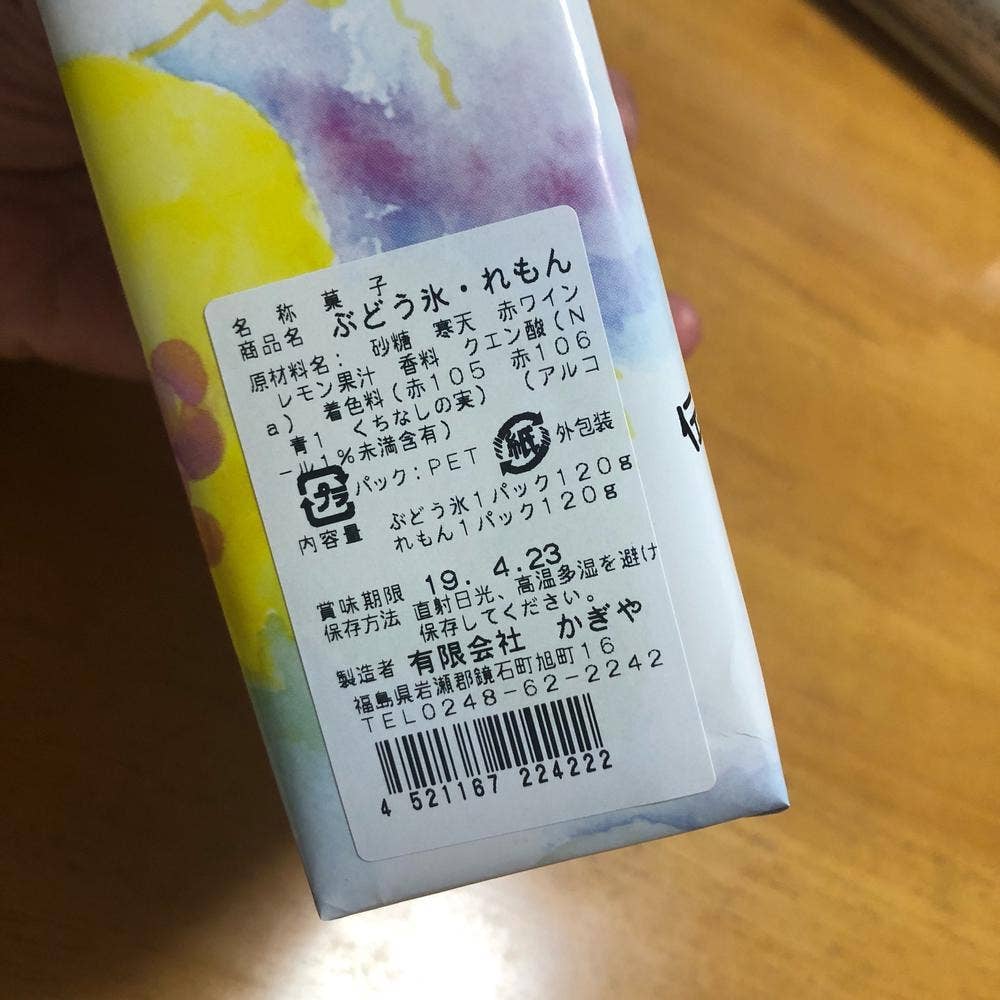 名称 菓子
商品名 ぶどう氷・れもん
原材料名: 砂糖 寒天 赤ワイン
レモン果汁 香料 クエン酸(N
a) 着色料(赤105 赤106
青1 くちなしの実) (アルコ
ール1%未満含有)
プラ パック:PET 紙 外包装
内容量 ぶどう氷1パック120g
れもん1パック120g
賞味期限 19. 4.23
保存方法 直射日光、高温多湿を避け
保存してください。
製造者 有限会社 かぎや
福島県岩瀬郡鏡石町旭町16
TEL0248-62-2242
4 521167 224222